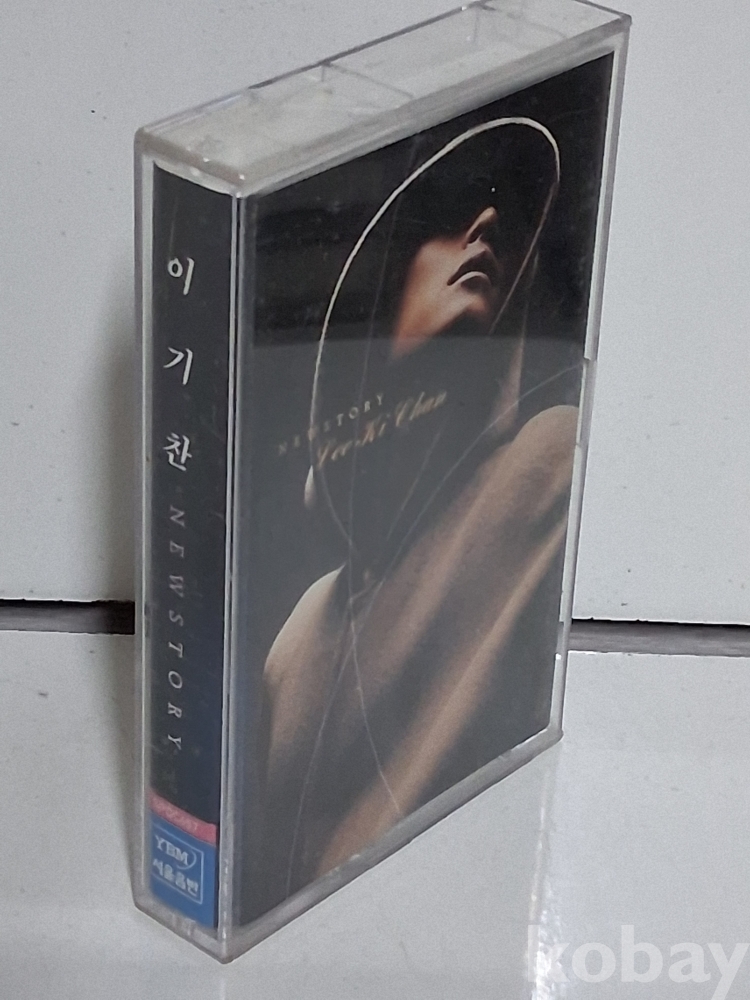 이기찬 NEWSTORY
YBM
서울음반
NEWSTORY
Lee Ki Chan
kobay